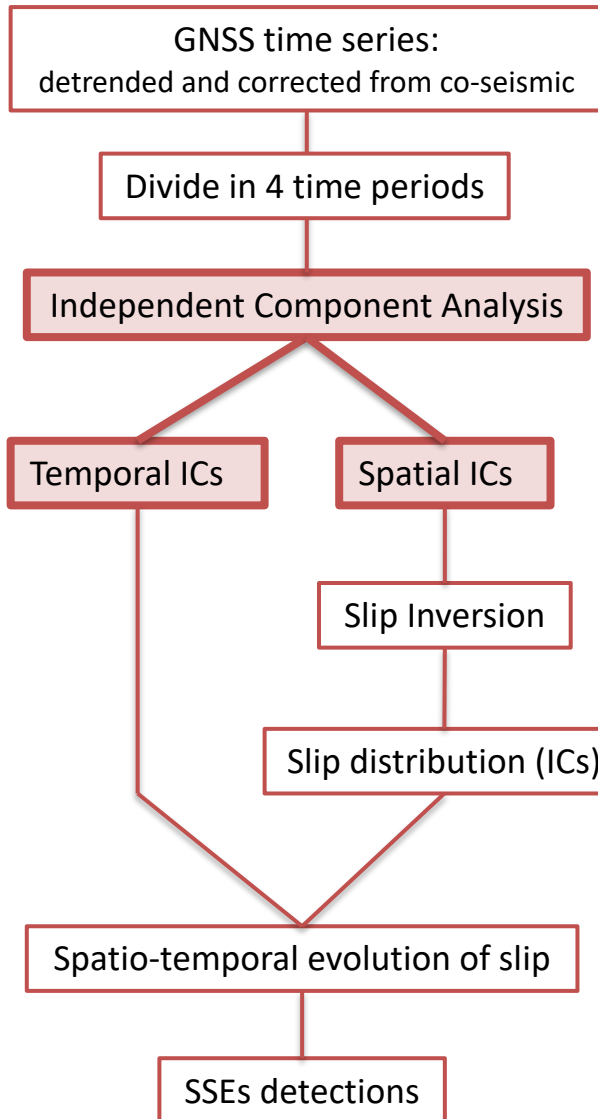 GNSS time series:
detrended and corrected from co-seismic
Divide in 4 time periods
Independent Component Analysis
Temporal ICs
Spatial ICs
Slip Inversion
Slip distribution (ICs)
Spatio-temporal evolution of slip
SSEs detections